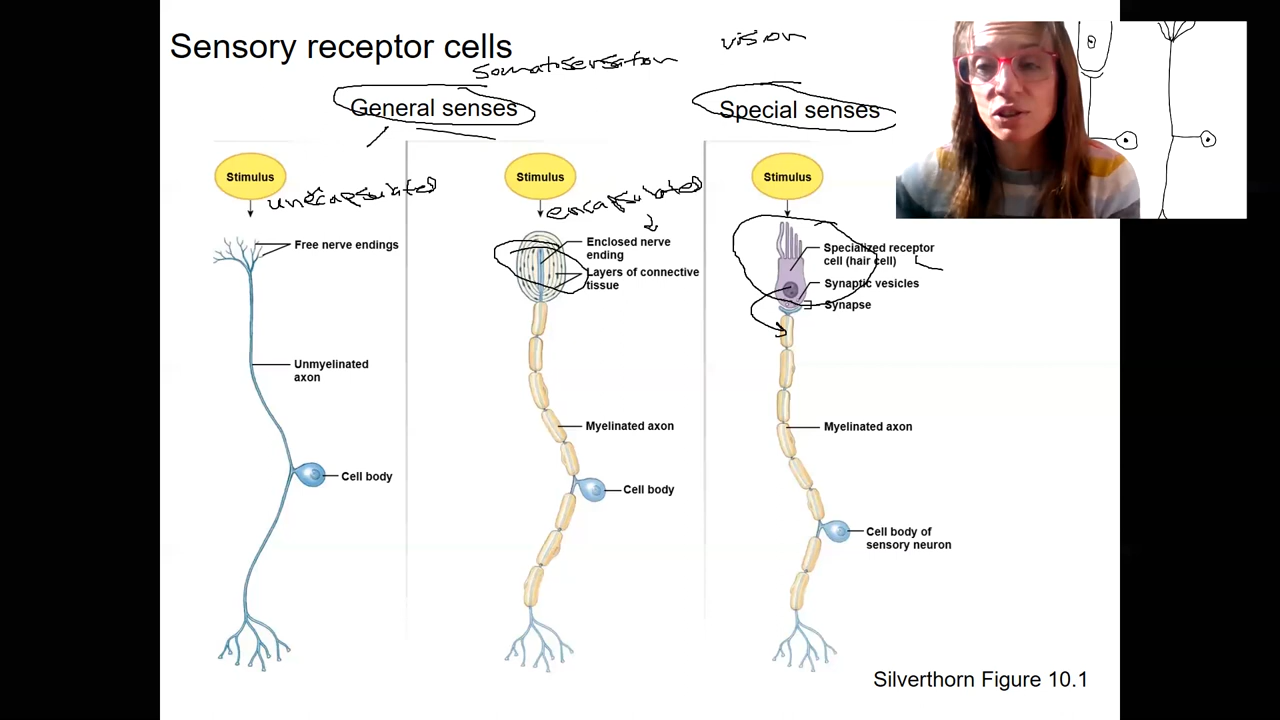 Sensory receptor cells
somatosensation
vision
General senses
Special senses
Stimulus
unecapsulated
Free nerve endings
Unmyelinated
axon
Cell body
Stimulus
encapsulated
Enclosed nerve
ending
Layers of connective
tissue
Myelinated axon
Cell body
Stimulus
Specialized receptor
cell (hair cell)
Synaptic vesicles
Synapse
Myelinated axon
Cell body of
sensory neuron
Silverthorn Figure 10.1